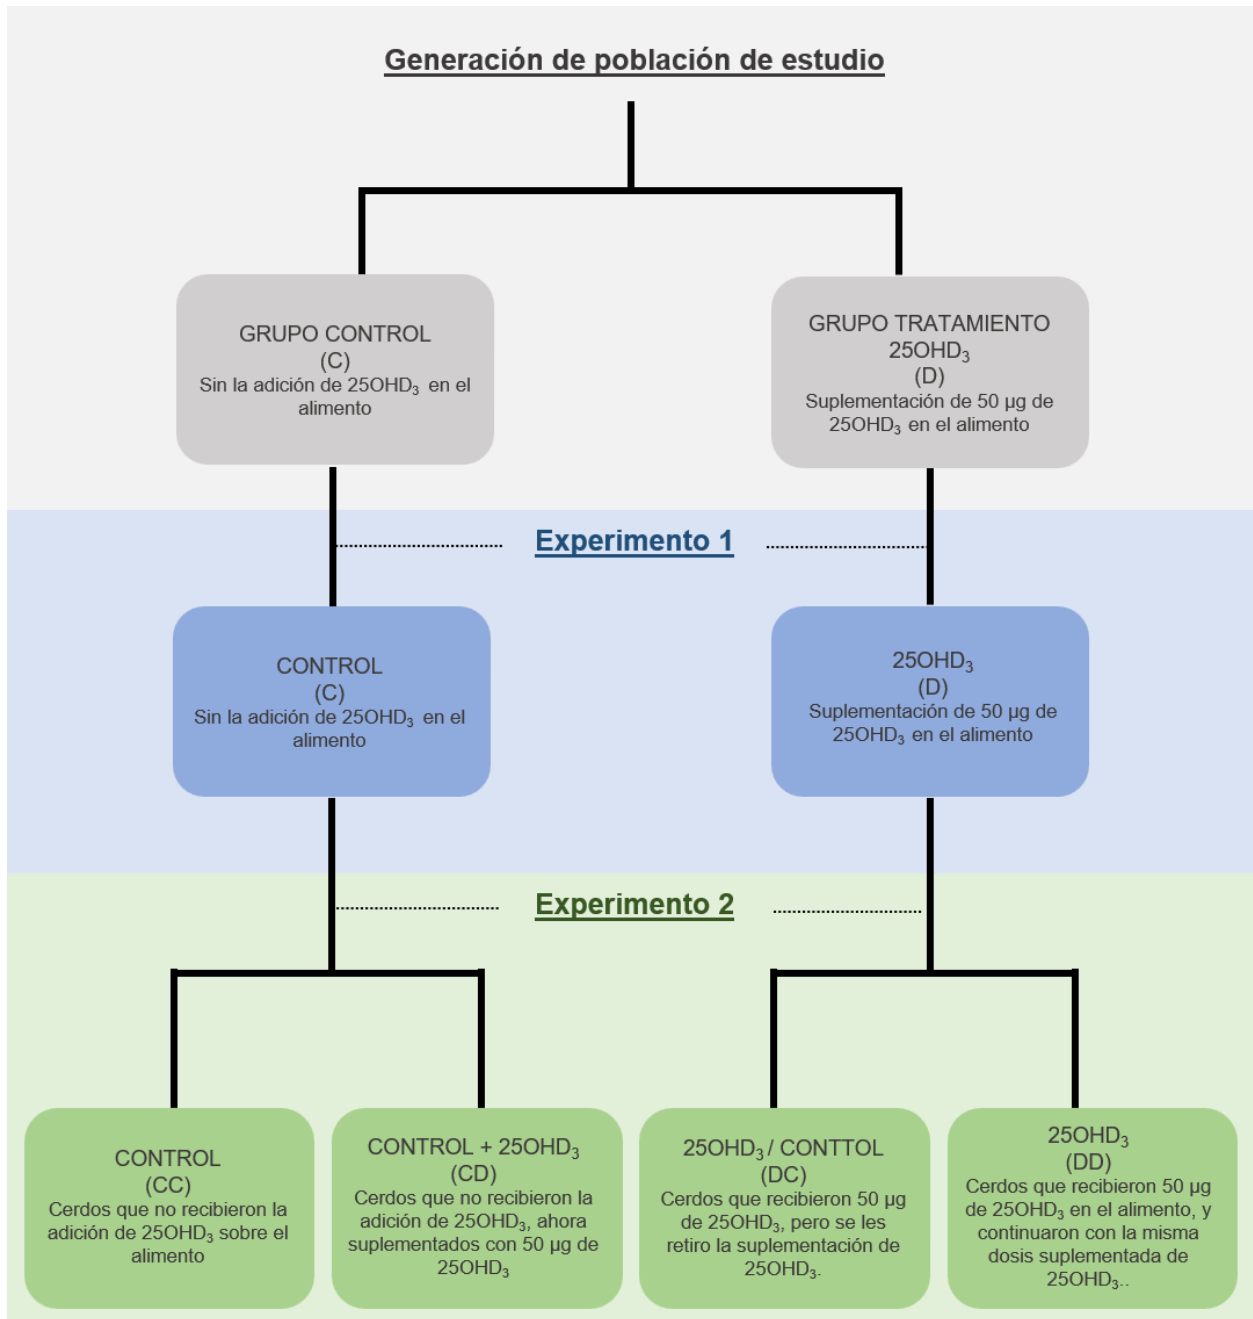 Generación de población de estudio
GRUPO CONTROL
(C)
Sin la adición de 25OHD₃ en el
alimento
GRUPO TRATAMIENTO
25OHD₃
(D)
Suplementación de 50 µg de
25OHD₃ en el alimento
Experimento 1
CONTROL
(C)
Sin la adición de 25OHD₃ en el
alimento
25OHD₃
(D)
Suplementación de 50 µg de
25OHD₃ en el alimento
Experimento 2
CONTROL
(CC)
Cerdos que no recibieron la
adición de 25OHD₃ sobre el
alimento
CONTROL + 25OHD₃
(CD)
Cerdos que no recibieron la
adición de 25OHD₃, ahora
suplementados con 50 µg de
25OHD₃
25OHD₃ / CONTTOL
(DC)
Cerdos que recibieron 50 µg
de 25OHD₃, pero se les
retiro la suplementación de
25OHD₃.
25OHD₃
(DD)
Cerdos que recibieron 50 µg
de 25OHD₃ en el alimento, y
continuaron con la misma
dosis suplementada de
25OHD₃..